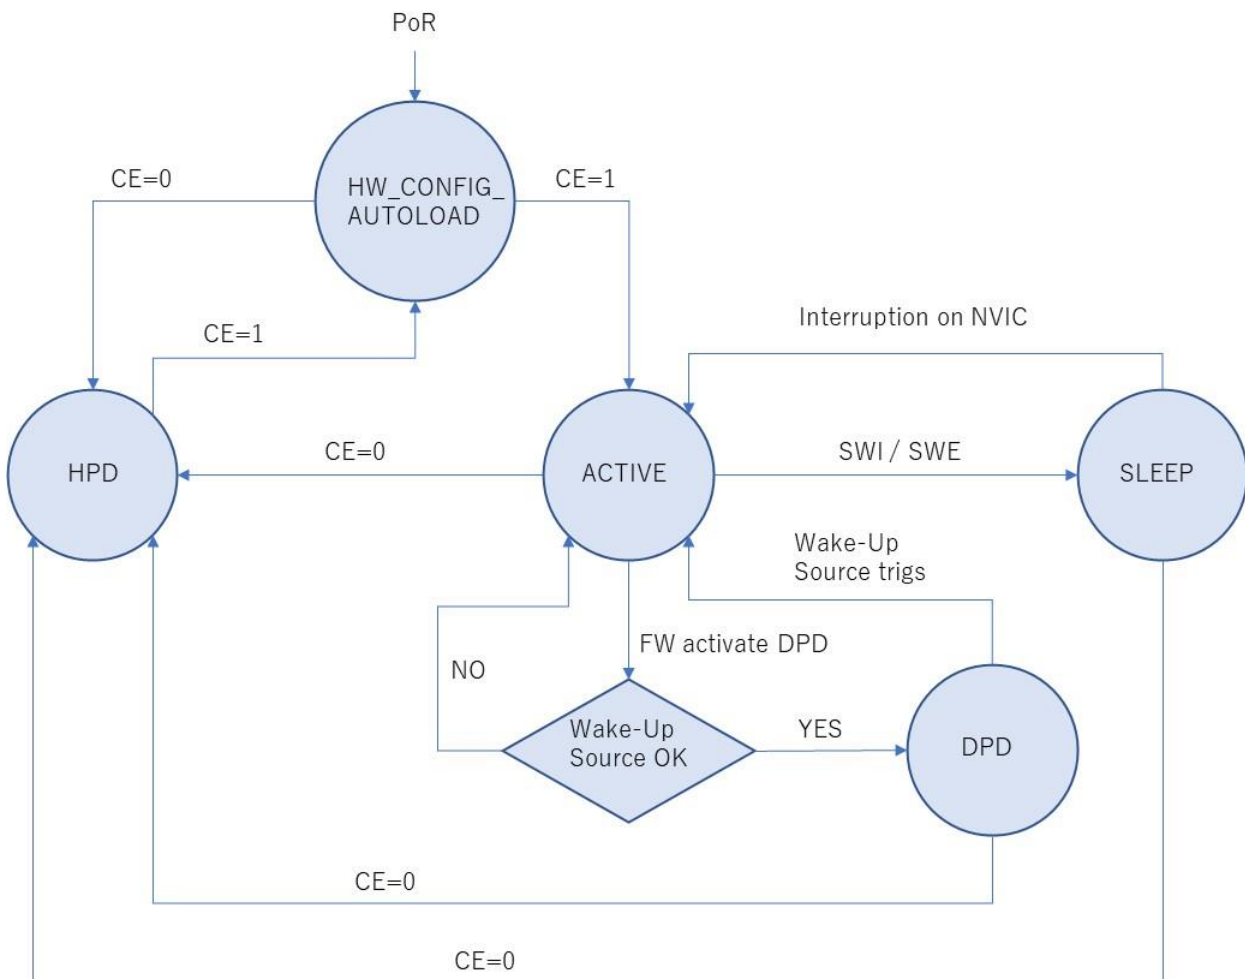 PoR
CE=0
HW_CONFIG_
AUTOLOAD
CE=1
CE=1
Interruption on NVIC
HPD
CE=0
ACTIVE
SWI / SWE
SLEEP
Wake-Up
Source trigs
FW activate DPD
NO
Wake-Up
Source OK
YES
DPD
CE=0
CE=0